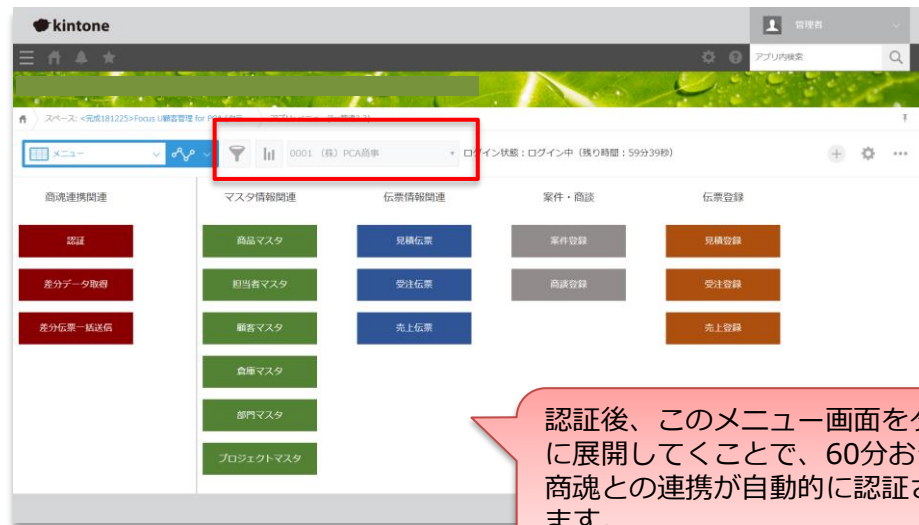 kintone
管理者
アプリ内検索
スペース: <完成181225>Focus U顧客管理 for PCA
メニュー
0001 (株) PCA商事
ログイン状態：ログイン中（残り時間：59分39秒）
商魂連携関連
マスタ情報関連
伝票情報関連
案件・商談
伝票登録
認証
商品マスタ
見積伝票
案件登録
見積登録
差分データ取得
担当者マスタ
受注伝票
商談登録
受注登録
差分伝票一括送信
顧客マスタ
売上伝票
売上登録
倉庫マスタ
部門マスタ
プロジェクトマスタ
認証後、このメニュー画面を
に展開してくことで、60分お
商魂との連携が自動的に認証
ます。